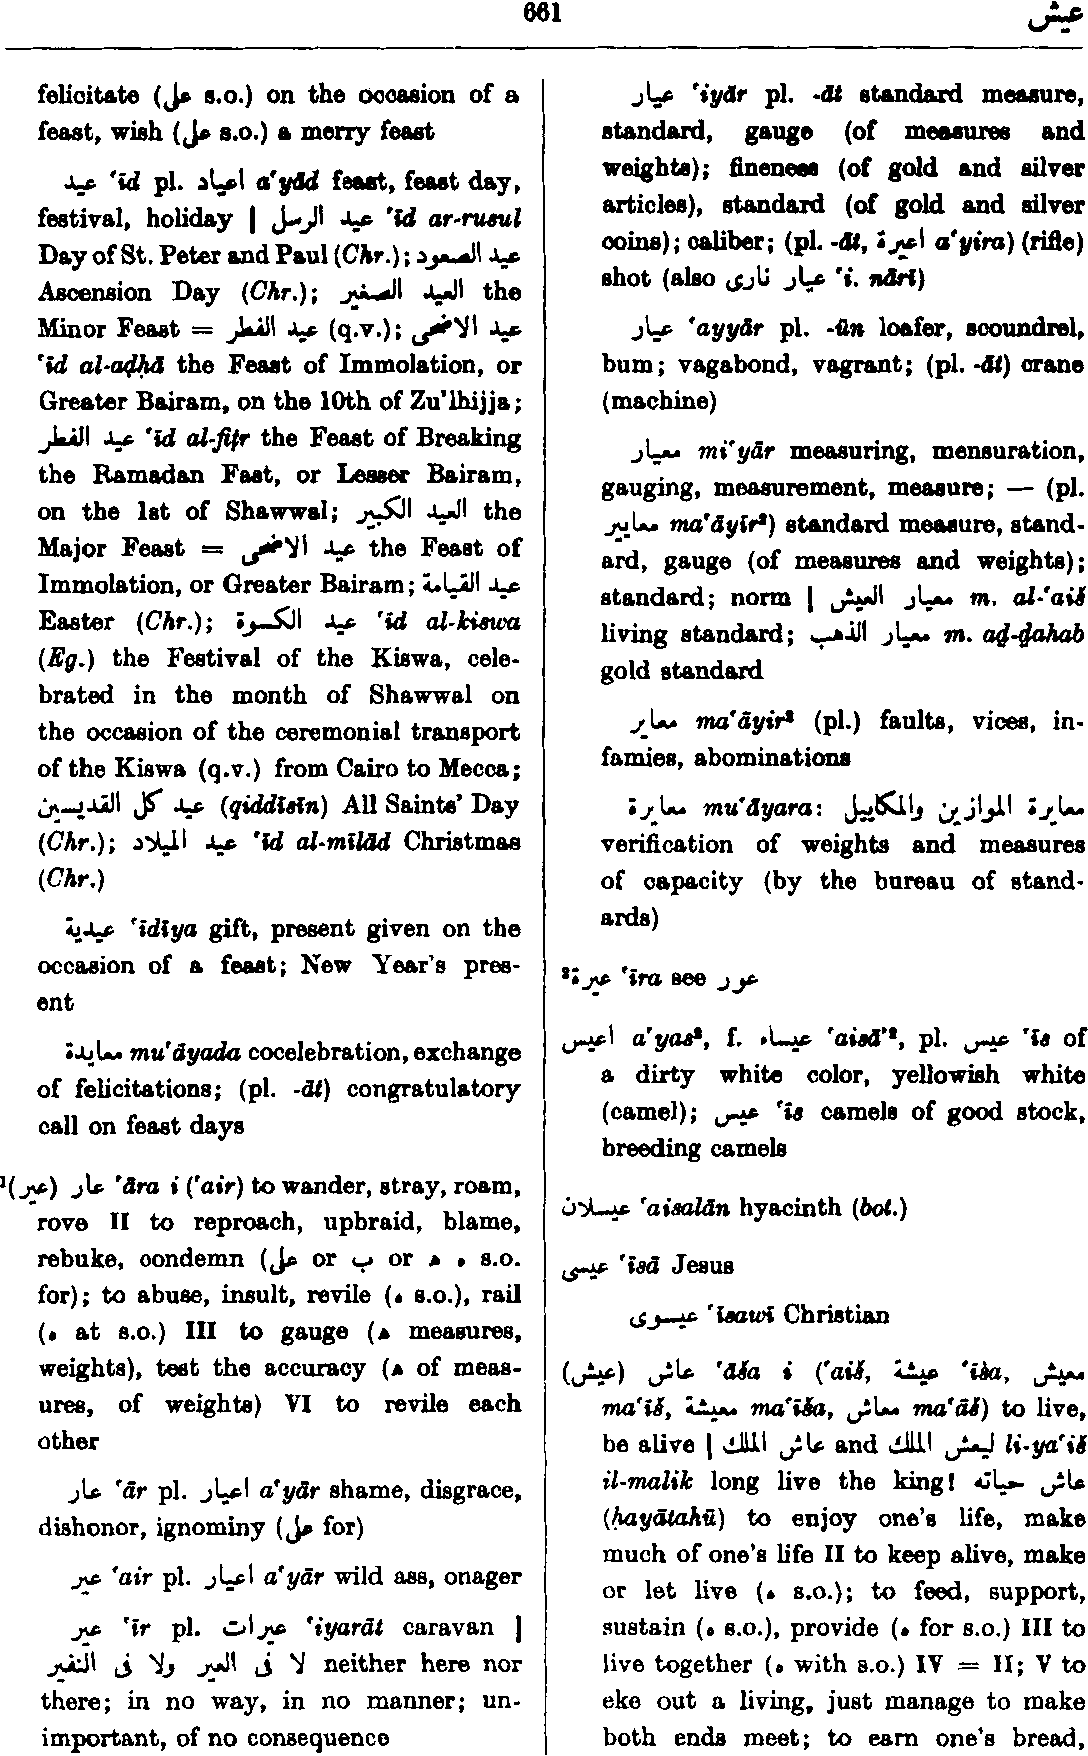 661
عيش
felicitate (على s.o.) on the occasion of a
feast, wish (على s.o.) a merry feast
عيد ‘īd pl. اعياد a‘yād feast, feast day,
festival, holiday | عيد الرسل ‘īd ar-rusul
Day of St. Peter and Paul (Chr.); عيد الصعود
Ascension Day (Chr.); العيد الصغير the
Minor Feast = عيد الفطر (q.v.); عيد الاضحى
‘īd al-aḍḥā the Feast of Immolation, or
Greater Bairam, on the 10th of Zu'lhijja;
عيد الفطر ‘īd al-fiṭr the Feast of Breaking
the Ramadan Fast, or Lesser Bairam,
on the 1st of Shawwal; العيد الكبير the
Major Feast = عيد الاضحى the Feast of
Immolation, or Greater Bairam; عيد القيامة
Easter (Chr.); عيد الكسوة ‘īd al-kiswa
(Eg.) the Festival of the Kiswa, cele-
brated in the month of Shawwal on
the occasion of the ceremonial transport
of the Kiswa (q.v.) from Cairo to Mecca;
عيد كل القديسين (qiddīsīn) All Saints' Day
(Chr.); عيد الميلاد ‘īd al-mīlād Christmas
(Chr.)
عيدية ‘īdīya gift, present given on the
occasion of a feast; New Year's pres-
ent
معايدة mu‘āyada cocelebration, exchange
of felicitations; (pl. -āt) congratulatory
call on feast days
¹(عير) عار ‘āra i (‘air) to wander, stray, roam,
rove II to reproach, upbraid, blame,
rebuke, condemn (على or ب or ه ه s.o.
for); to abuse, insult, revile (ه s.o.), rail
(ه at s.o.) III to gauge (ه measures,
weights), test the accuracy (ه of meas-
ures, of weights) VI to revile each
other
عار ‘ār pl. اعيار a‘yār shame, disgrace,
dishonor, ignominy (على for)
عير ‘air pl. اعيار a‘yār wild ass, onager
عير ‘īr pl. عيرات ‘iyarāt caravan |
لا فى العير ولا فى النفير neither here nor
there; in no way, in no manner; un-
important, of no consequence
عيار ‘iyār pl. -āt standard measure,
standard, gauge (of measures and
weights); fineness (of gold and silver
articles), standard (of gold and silver
coins); caliber; (pl. -āt, اعيرة a‘yira) (rifle)
shot (also عيار نارى ‘i. nārī)
عيار ‘ayyār pl. -ūn loafer, scoundrel,
bum; vagabond, vagrant; (pl. -āt) crane
(machine)
معيار mi‘yār measuring, mensuration,
gauging, measurement, measure; — (pl.
معايير ma‘āyīr²) standard measure, stand-
ard, gauge (of measures and weights);
standard; norm | معيار العيش m. al-‘aiš
living standard; معيار الذهب m. aḏ-ḏahab
gold standard
معاير ma‘āyir² (pl.) faults, vices, in-
famies, abominations
معايرة mu‘āyara: معايرة الموازين والمكاييل
verification of weights and measures
of capacity (by the bureau of stand-
ards)
²عيرة ‘īra see عور
اعيس a‘yas², f. عيساء ‘aisā’², pl. عيس ‘īs of
a dirty white color, yellowish white
(camel); عيس ‘īs camels of good stock,
breeding camels
عيسلان ‘aisalān hyacinth (bot.)
عيسى ‘īsā Jesus
عيسوى ‘īsawī Christian
(عيش) عاش ‘āša i (‘aiš, عيشة ‘īša, معيش
ma‘īš, معيشة ma‘īša, معاش ma‘āš) to live,
be alive | عاش الملك and ليعش الملك li-ya‘iš
il-malik long live the king! عاش حياته
(ḥayātahū) to enjoy one's life, make
much of one's life II to keep alive, make
or let live (ه s.o.); to feed, support,
sustain (ه s.o.), provide (ه for s.o.) III to
live together (ه with s.o.) IV = II; V to
eke out a living, just manage to make
both ends meet; to earn one's bread,